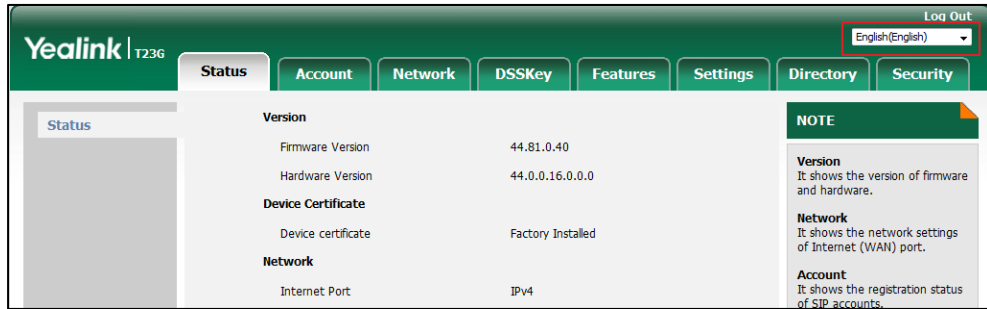 Log Out
English(English)
Yealink | T23G
Status Account Network DSSKey Features Settings Directory Security
Status
Version
Firmware Version 44.81.0.40
Hardware Version 44.0.0.16.0.0.0
Device Certificate
Device certificate Factory Installed
Network
Internet Port IPv4
NOTE
Version
It shows the version of firmware
and hardware.
Network
It shows the network settings
of Internet (WAN) port.
Account
It shows the registration status
of SIP accounts.